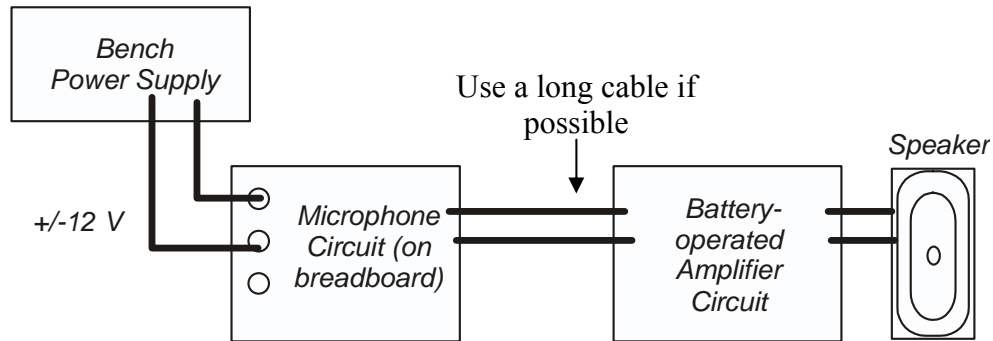 Bench
Power Supply
Use a long cable if
possible
Speaker
+/-12 V
Microphone
Circuit (on
breadboard)
Battery-
operated
Amplifier
Circuit